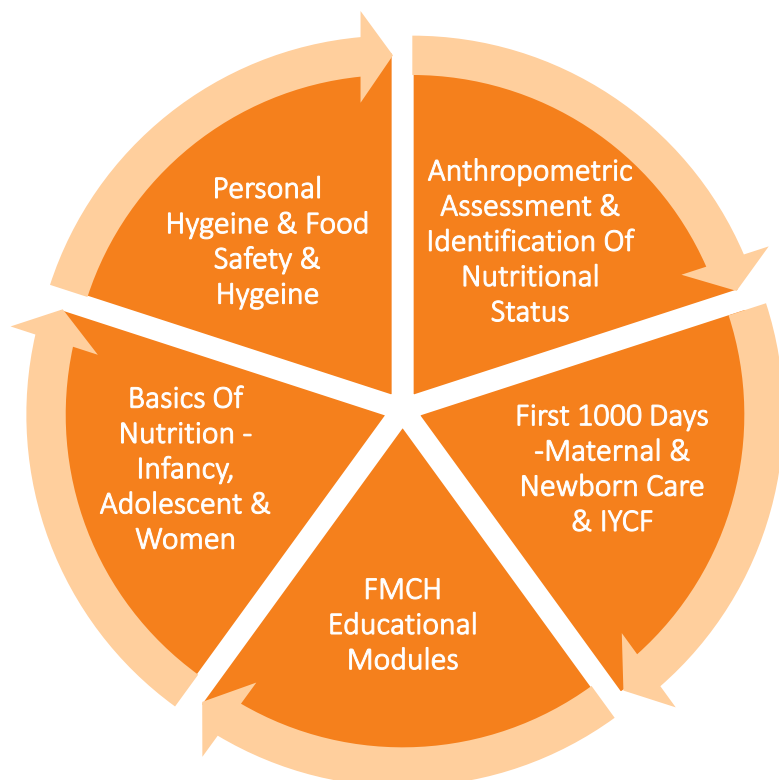 Anthropometric
Assessment &
Identification Of
Nutritional
Status
First 1000 Days
-Maternal &
Newborn Care
& IYCF
FMCH
Educational
Modules
Basics Of
Nutrition -
Infancy,
Adolescent &
Women
Personal
Hygeine & Food
Safety &
Hygeine